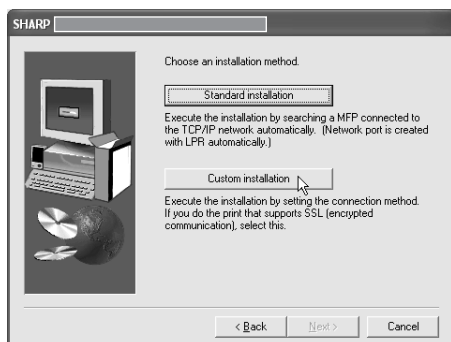 SHARP
Choose an installation method.
Standard installation
Execute the installation by searching a MFP connected to
the TCP/IP network automatically. (Network port is created
with LPR automatically.)
Custom installation
Execute the installation by setting the connection method.
If you do the print that supports SSL (encrypted
communication), select this.
< Back Next > Cancel